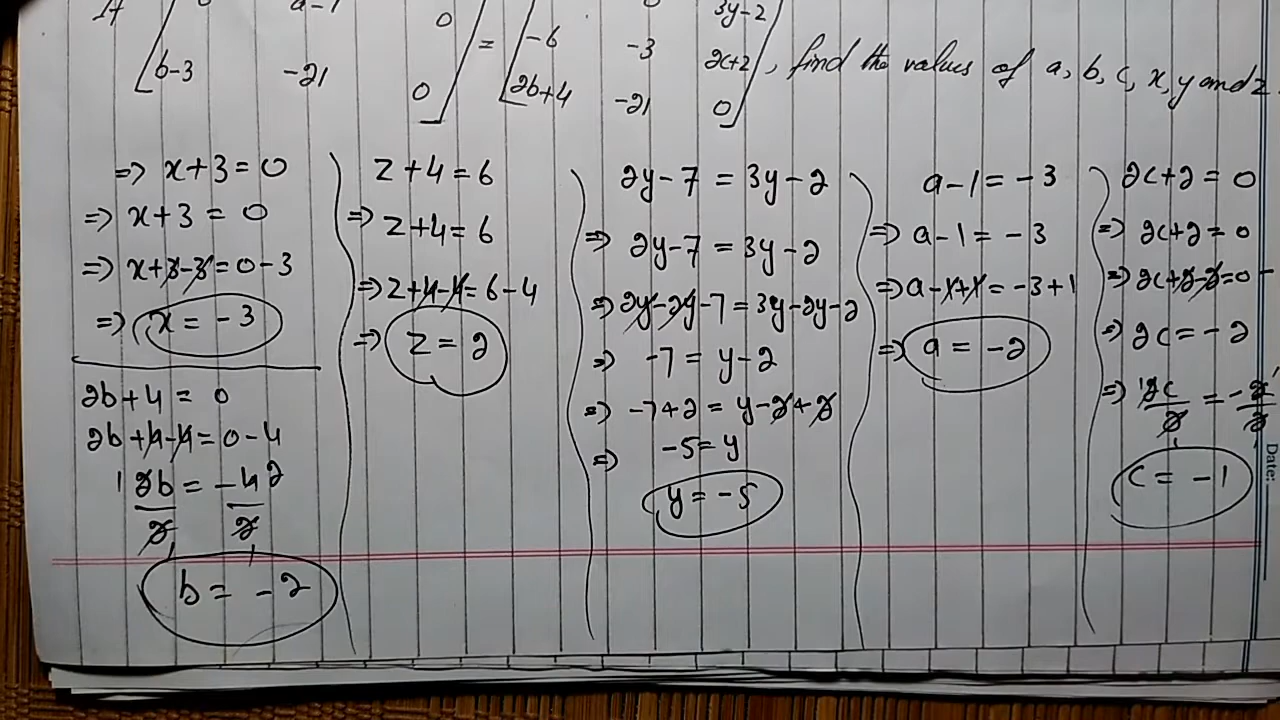 If a-1 0 = -6 -3 3y-2
b-3 -21 0 2b+4 -21 2c+2 0 , find the values of a, b, c, x, y and z.
=> x+3 = 0
=> x+3 = 0
=> x+3-3 = 0-3
=> x = -3
2b+4 = 0
2b+4-4 = 0-4
1 2b/2 = -4/2 2
b = -2
z+4 = 6
=> z+4 = 6
=> z+4-4 = 6-4
=> z = 2
2y-7 = 3y-2
=> 2y-7 = 3y-2
=> 2y-2y-7 = 3y-2y-2
=> -7 = y-2
=> -7+2 = y-2+2
=> -5 = y
y = -5
a-1 = -3
=> a-1 = -3
=> a-1+1 = -3+1
=> a = -2
2c+2 = 0
=> 2c+2 = 0
=> 2c+2-2 = 0-
=> 2c = -2
=> 2c/2 = -2/2
c = -1
Date: